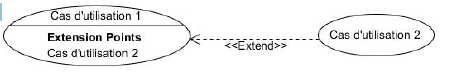 Cas d'utilisation 1
Extension Points
Cas d'utilisation 2
<<Extend>>
Cas d'utilisation 2